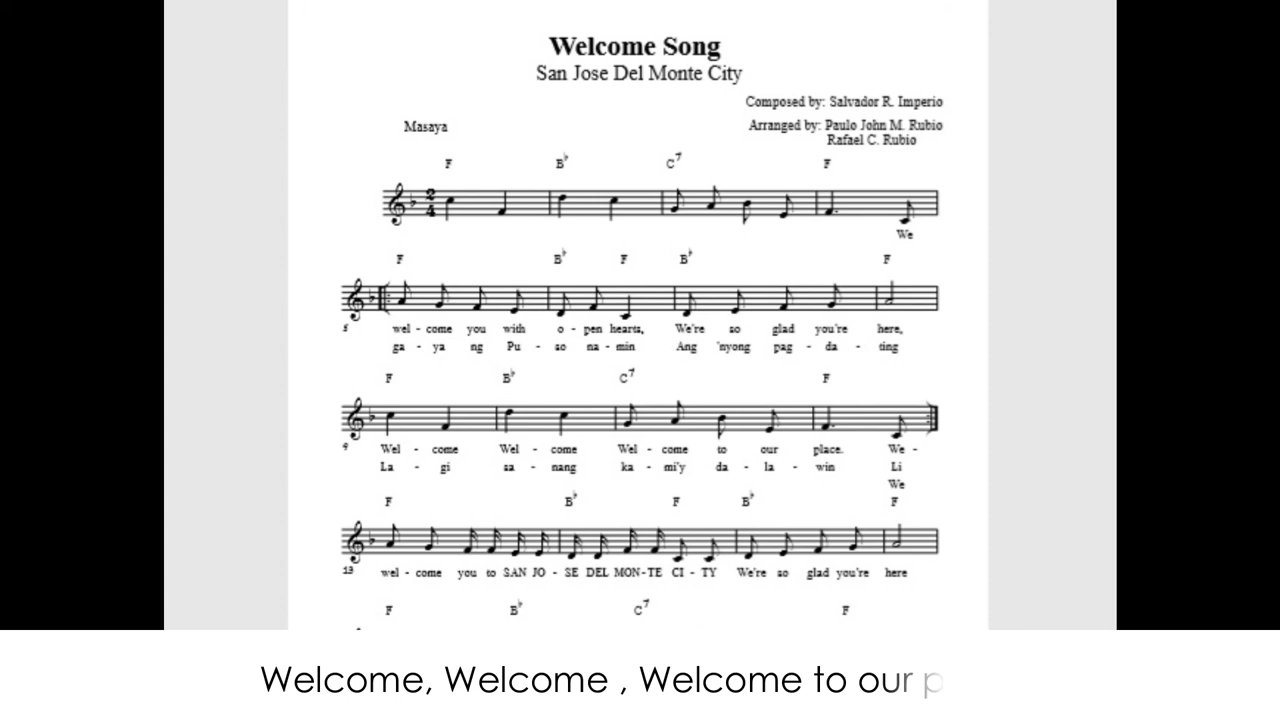 Welcome Song
San Jose Del Monte City
Composed by: Salvador R. Imperio
Masaya
Arranged by: Paulo John M. Rubio
Rafael C. Rubio
F B♭ C7 F
2
4
We
F B♭ F B♭ F
5 wel - come you with o - pen hearts, We're so glad you're here,
ga - ya ng Pu - so na - min Ang 'nyong pag - da - ting
F B♭ C7 F
9 Wel - come Wel - come Wel - come to our place. We -
La - gi sa - nang ka - mi'y da - la - win Li
We
F B♭ F B♭ F
13 wel - come you to SAN JO - SE DEL MON-TE CI - TY We're so glad you're here
F B♭ C7 F
Welcome, Welcome , Welcome to our p